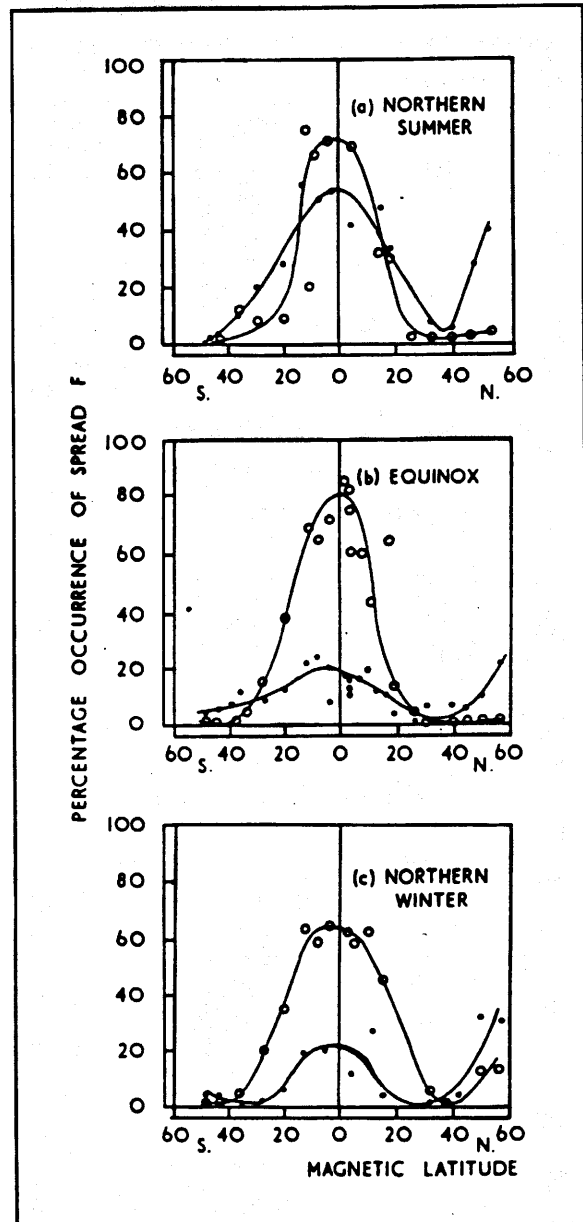 100
80
60
40
20
0
(a) NORTHERN
SUMMER
60 40 20 0 20 40 60
S. N.
PERCENTAGE OCCURRENCE OF SPREAD F
100
80
60
40
20
0
(b) EQUINOX
60 40 20 0 20 40 60
S. N.
100
80
60
40
20
0
(c) NORTHERN
WINTER
60 40 20 0 20 40 60
S. N.
MAGNETIC LATITUDE